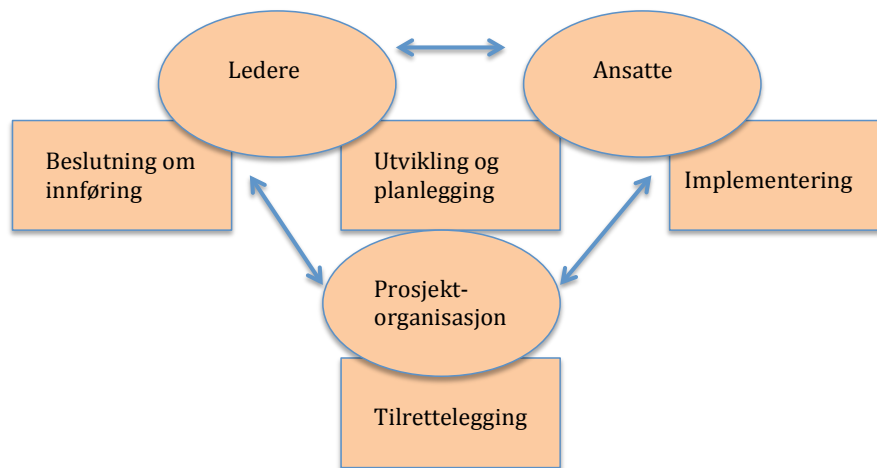 Ledere
Ansatte
Beslutning om
innføring
Utvikling og
planlegging
Implementering
Prosjekt-
organisasjon
Tilrettelegging